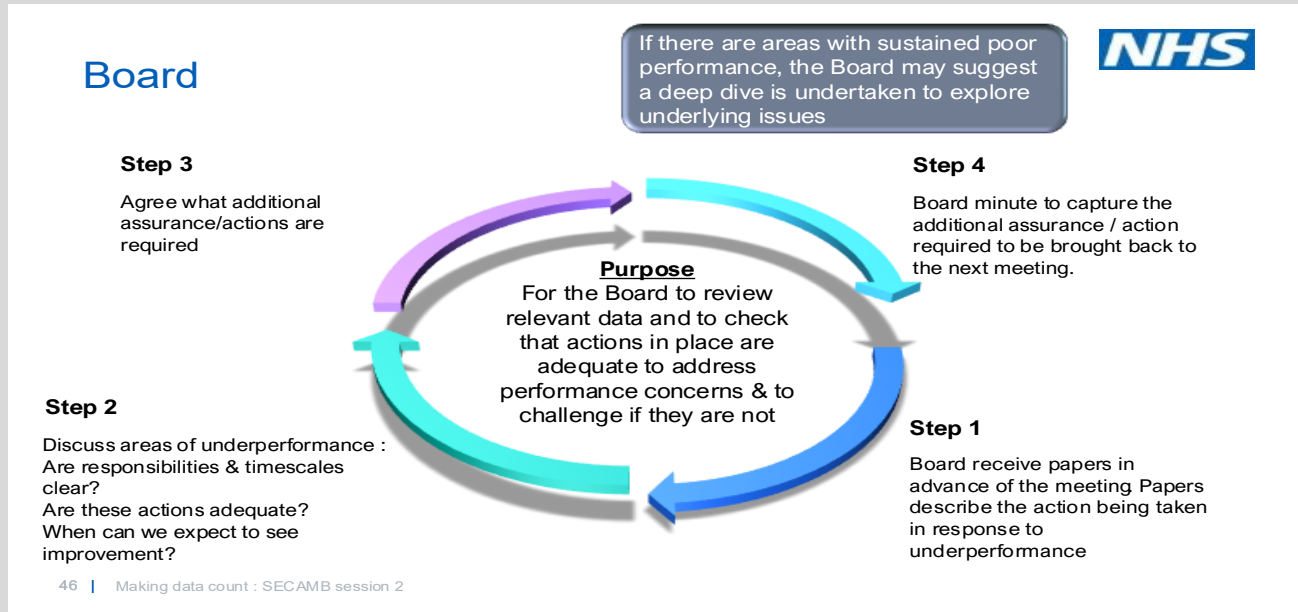 Board
If there are areas with sustained poor
performance, the Board may suggest
a deep dive is undertaken to explore
underlying issues
NHS
Step 3
Agree what additional
assurance/actions are
required
Step 4
Board minute to capture the
additional assurance / action
required to be brought back to
the next meeting.
Purpose
For the Board to review
relevant data and to check
that actions in place are
adequate to address
performance concerns & to
challenge if they are not
Step 2
Discuss areas of underperformance :
Are responsibilities & timescales
clear?
Are these actions adequate?
When can we expect to see
improvement?
Step 1
Board receive papers in
advance of the meeting. Papers
describe the action being taken
in response to
underperformance
46 | Making data count : SECAMB session 2